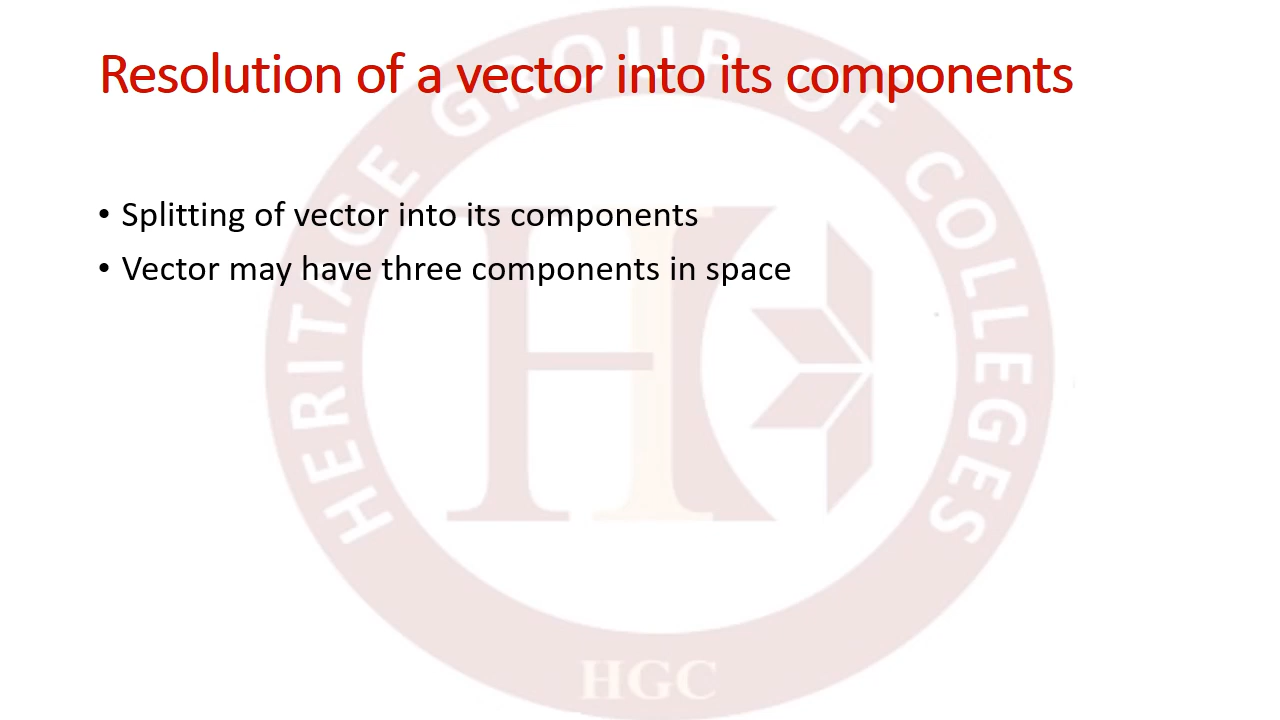 Resolution of a vector into its components
• Splitting of vector into its components
• Vector may have three components in space
HERITAGE GROUP OF COLLEGES
H
HGC